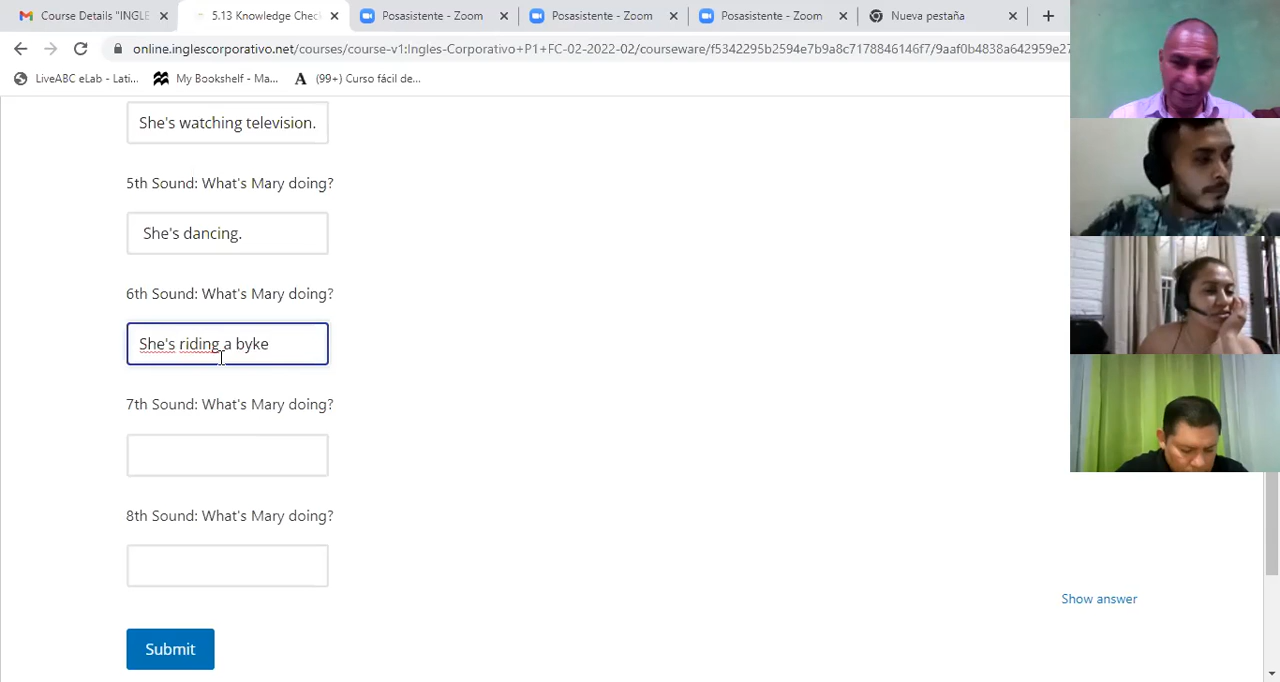 Course Details "INGLE
5.13 Knowledge Chec
Posasistente - Zoom
Posasistente - Zoom
Posasistente - Zoom
Nueva pestaña
online.inglescorporativo.net/courses/course-v1:Ingles-Corporativo+P1+FC-02-2022-02/courseware/f5342295b2594e7b9a8c7178846146f7/9aaf0b4838a642959e27
LiveABC eLab - Lati...
My Bookshelf - Ma...
(99+) Curso fácil de...
She's watching television.
5th Sound: What's Mary doing?
She's dancing.
6th Sound: What's Mary doing?
She's riding a byke
7th Sound: What's Mary doing?
8th Sound: What's Mary doing?
Show answer
Submit